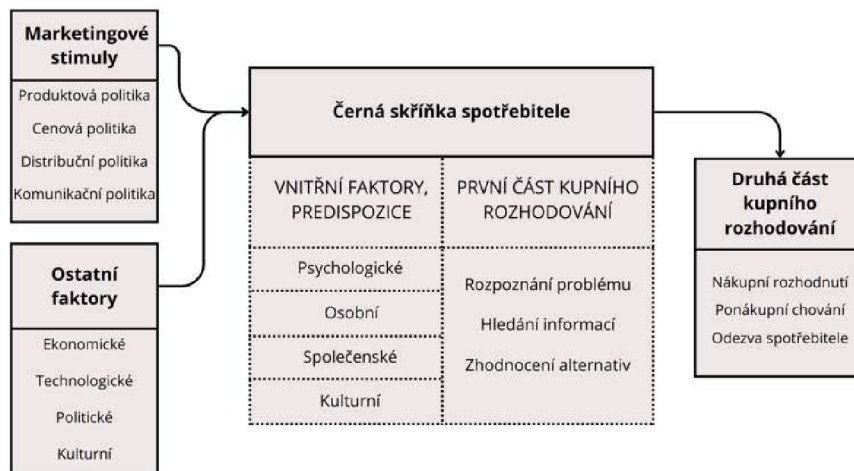 Marketingové
stimuly
Produktová politika
Cenová politika
Distribuční politika
Komunikační politika
Ostatní
faktory
Ekonomické
Technologické
Politické
Kulturní
Černá skříňka spotřebitele
VNITŘNÍ FAKTORY,
PREDISPOZICE
Psychologické
Osobní
Společenské
Kulturní
PRVNÍ ČÁST KUPNÍHO
ROZHODOVÁNÍ
Rozpoznání problému
Hledání informací
Zhodnocení alternativ
Druhá část
kupního
rozhodování
Nákupní rozhodnutí
Ponákupní chování
Odezva spotřebitele